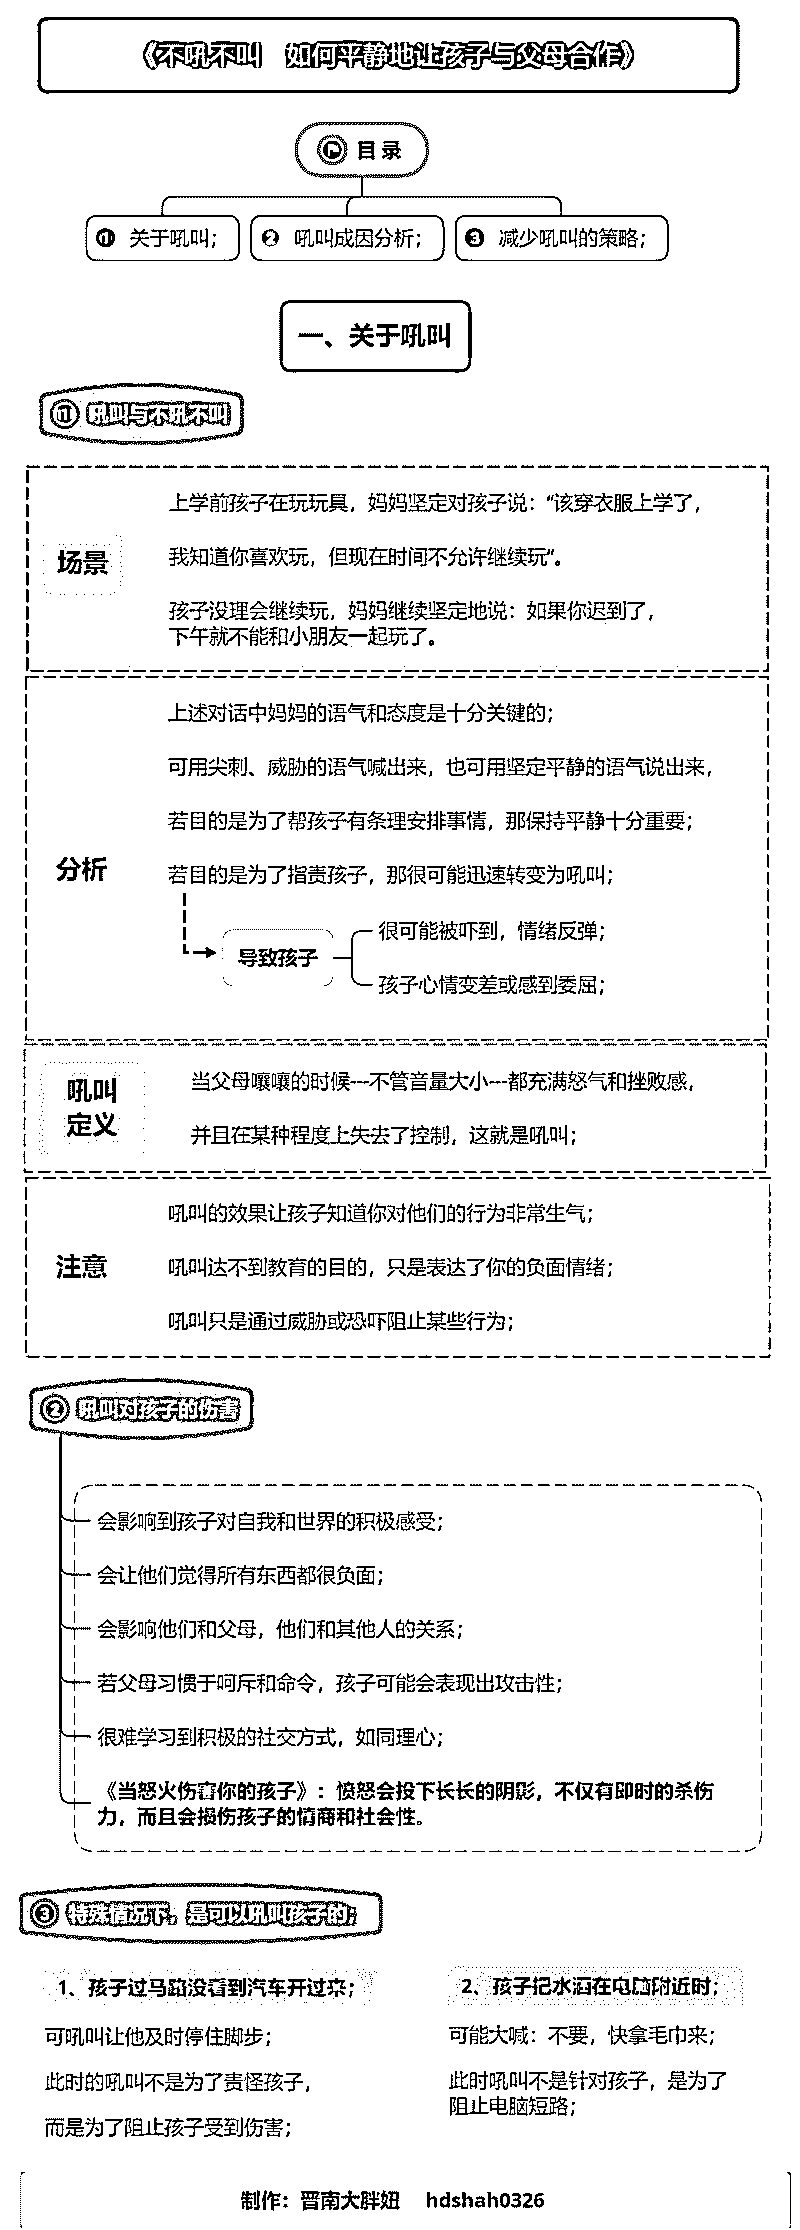 《不吼不叫 如何平静地让孩子与父母合作》
目录
1 关于吼叫；
2 吼叫成因分析；
3 减少吼叫的策略；
一、关于吼叫
1 吼叫与不吼不叫
场景
上学前孩子在玩玩具，妈妈坚定对孩子说：“该穿衣服上学了，
我知道你喜欢玩，但现在时间不允许继续玩”。
孩子没理会继续玩，妈妈继续坚定地说：如果你迟到了，
下午就不能和小朋友一起玩了。
分析
上述对话中妈妈的语气和态度是十分关键的；
可用尖刺、威胁的语气喊出来，也可用坚定平静的语气说出来，
若目的是为了帮孩子有条理安排事情，那保持平静十分重要；
若目的是为了指责孩子，那很可能迅速转变为吼叫；
导致孩子
很可能被吓到，情绪反弹；
孩子心情变差或感到委屈；
吼叫
定义
当父母嚷嚷的时候---不管音量大小---都充满怒气和挫败感，
并且在某种程度上失去了控制，这就是吼叫；
注意
吼叫的效果让孩子知道你对他们的行为非常生气；
吼叫达不到教育的目的，只是表达了你的负面情绪；
吼叫只是通过威胁或恐吓阻止某些行为；
2 吼叫对孩子的伤害
会影响到孩子对自我和世界的积极感受；
会让他们觉得所有东西都很负面；
会影响他们和父母，他们和其他人的关系；
若父母习惯于呵斥和命令，孩子可能会表现出攻击性；
很难学习到积极的社交方式，如同理心；
《当怒火伤害你的孩子》：愤怒会投下长长的阴影，不仅有即时的杀伤
力，而且会损伤孩子的情商和社会性。
3 特殊情况下，是可以吼叫孩子的；
1、孩子过马路没看到汽车开过来；
可吼叫让他及时停住脚步；
此时的吼叫不是为了责怪孩子，
而是为了阻止孩子受到伤害；
2、孩子把水洒在电脑附近时；
可能大喊：不要，快拿毛巾来；
此时吼叫不是针对孩子，是为了
阻止电脑短路；
制作：晋南大胖妞 hdshah0326